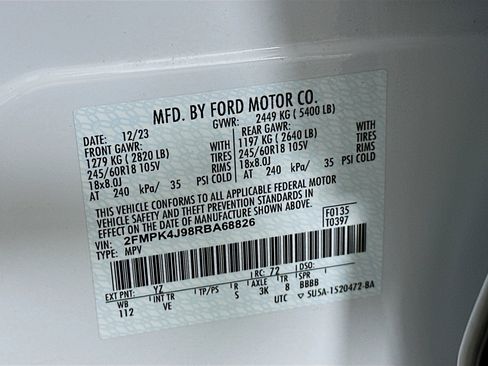 MFD. BY FORD MOTOR CO.
DATE: 12/23 GVWR: 2449 KG (5400 LB)
FRONT GAWR: WITH REAR GAWR: WITH
1279 KG (2820 LB) TIRES 1197 KG (2640 LB) TIRES
245/60R18 105V RIMS 245/60R18 105V RIMS
18x8.0J 18x8.0J
AT 240 kPa/ 35 PSI COLD AT 240 kPa/ 35 PSI COLD
THIS VEHICLE CONFORMS TO ALL APPLICABLE FEDERAL MOTOR
VEHICLE SAFETY AND THEFT PREVENTION STANDARDS IN
EFFECT ON THE DATE OF MANUFACTURE SHOWN ABOVE.
VIN: 2FMPK4J98RBA68826 F0135
TYPE: MPV T0397
EXT PNT: YZ RC: 72 DSO:
WB INT TR TP/PS R AXLE TR SPR
112 VE S 3K 8 BBBB
UTC ▽ 5U5A-1520472-BA